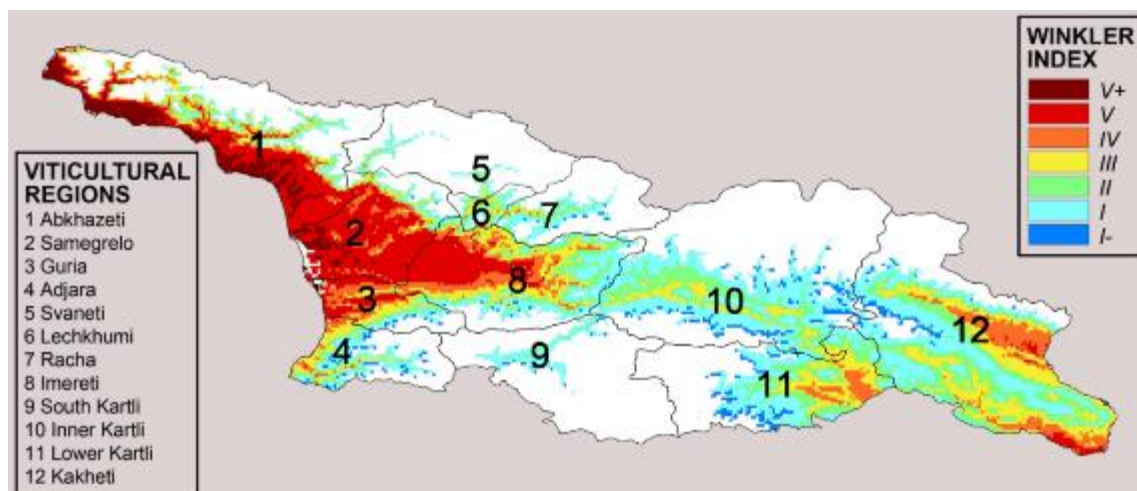 WINKLER
INDEX
V+
V
IV
III
II
I
I-
VITICULTURAL
REGIONS
1 Abkhazeti
2 Samegrelo
3 Guria
4 Adjara
5 Svaneti
6 Lechkhumi
7 Racha
8 Imereti
9 South Kartli
10 Inner Kartli
11 Lower Kartli
12 Kakheti
1
2
3
4
5
6
7
8
9
10
11
12